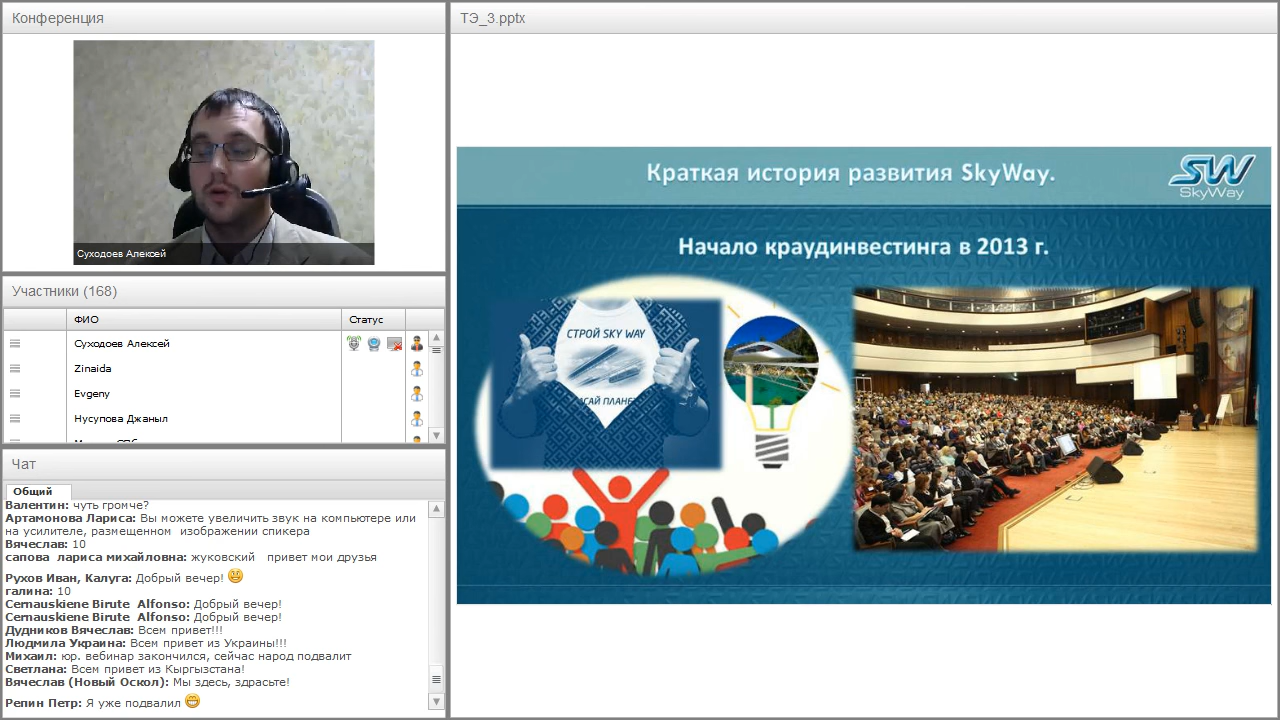 Конференция
Суходоев Алексей
Участники (168)
ФИО
Статус
Суходоев Алексей
Zinaida
Evgeny
Нусупова Джаныл
Чат
Общий
Валентин: чуть громче?
Артамонова Лариса: Вы можете увеличить звук на компьютере или
на усилителе, размещенном изображении спикера
Вячеслав: 10
сапова лариса михайловна: жуковский привет мои друзья
Рухов Иван, Калуга: Добрый вечер!
галина: 10
Cernauskiene Birute Alfonso: Добрый вечер!
Cernauskiene Birute Alfonso: Добрый вечер!
Дудников Вячеслав: Всем привет!!!
Людмила Украина: Всем привет из Украины!!!
Михаил: юр. вебинар закончился, сейчас народ подвалит
Светлана: Всем привет из Кыргызстана!
Вячеслав (Новый Оскол): Мы здесь, здрасьте!
Репин Петр: Я уже подвалил
ТЭ_3.pptx
Краткая история развития SkyWay.
SW
SkyWay
Начало краудинвестинга в 2013 г.
СТРОЙ SKY WAY